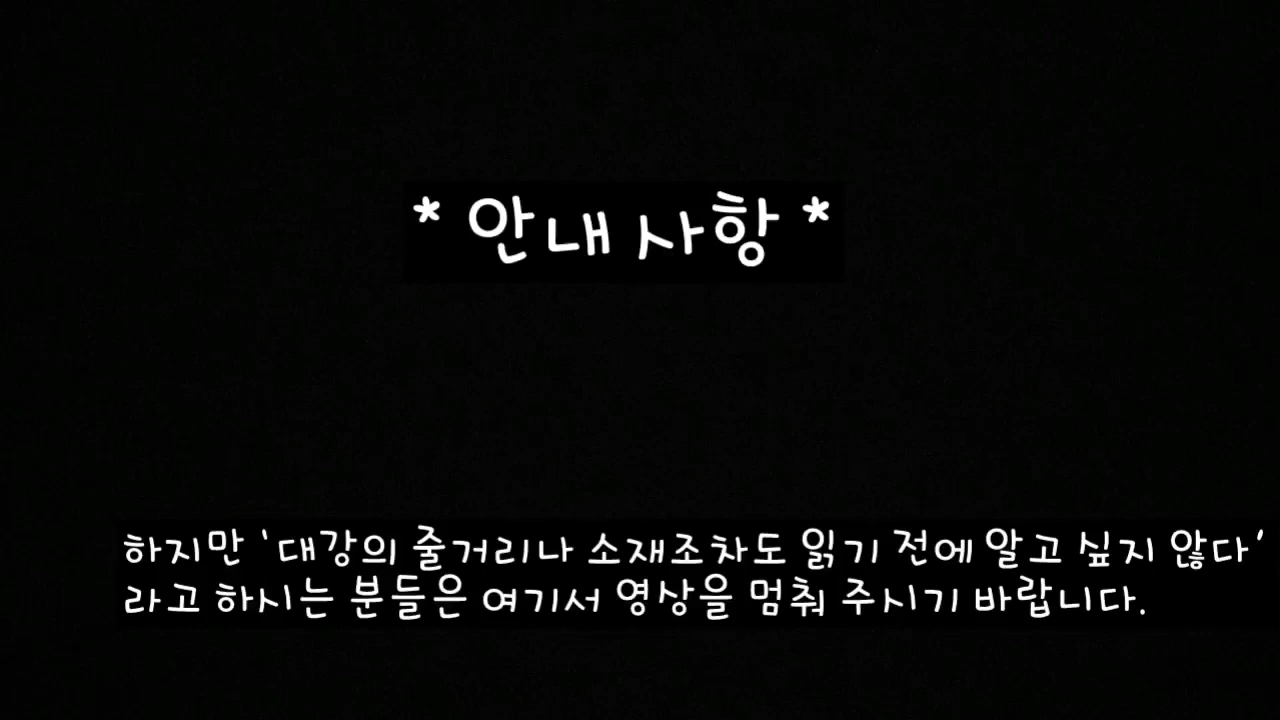 * 안내 사항 *
하지만 '대강의 줄거리나 소재조차도 읽기 전에 알고 싶지 않다'
라고 하시는 분들은 여기서 영상을 멈춰 주시기 바랍니다.